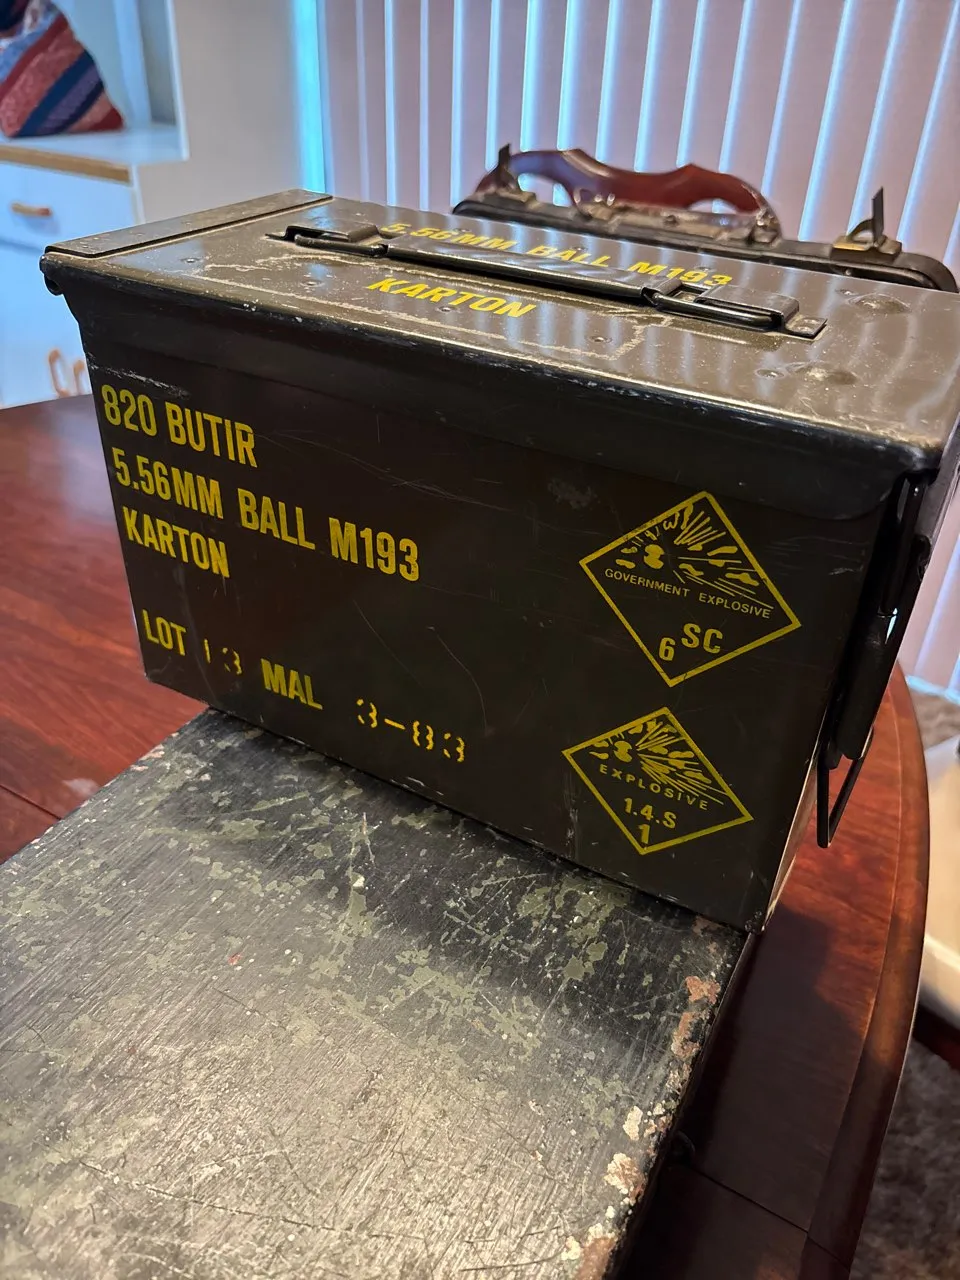 5.56MM BALL M193
KARTON
820 BUTIR
5.56MM BALL M193
KARTON
LOT 13 MAL 3-83
GOVERNMENT EXPLOSIVE
6 SC
EXPLOSIVE
1.4.S
1